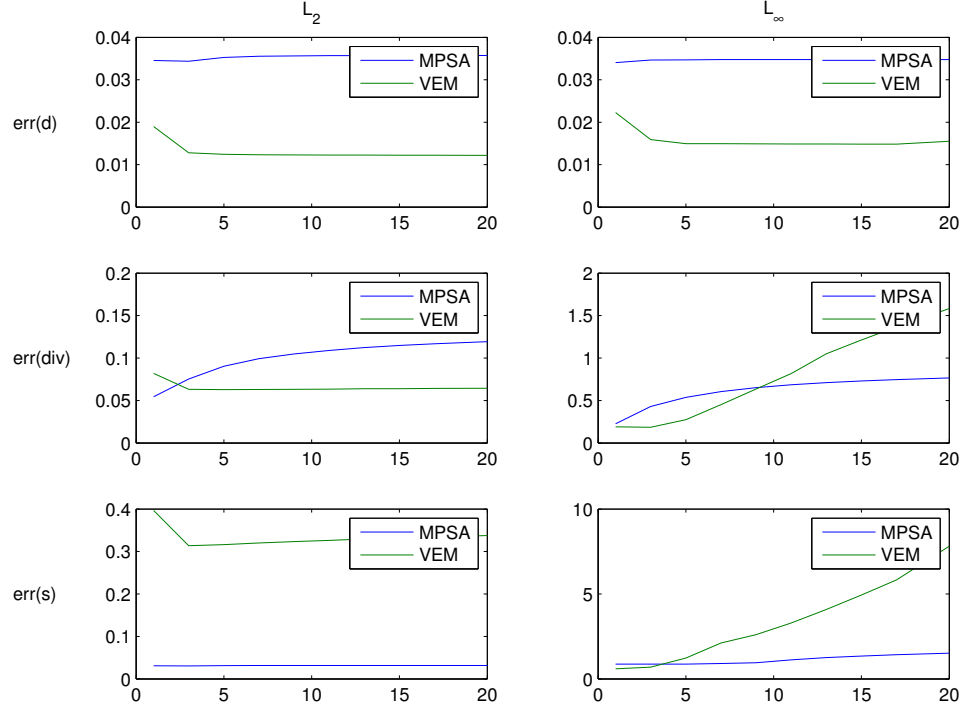 L2
L∞
err(d)
0.04
0.03
0.02
0.01
0
0 5 10 15 20
MPSA
VEM
0.04
0.03
0.02
0.01
0
0 5 10 15 20
MPSA
VEM
err(div)
0.2
0.15
0.1
0.05
0
0 5 10 15 20
MPSA
VEM
2
1.5
1
0.5
0
0 5 10 15 20
MPSA
VEM
err(s)
0.4
0.3
0.2
0.1
0
0 5 10 15 20
MPSA
VEM
10
5
0
0 5 10 15 20
MPSA
VEM